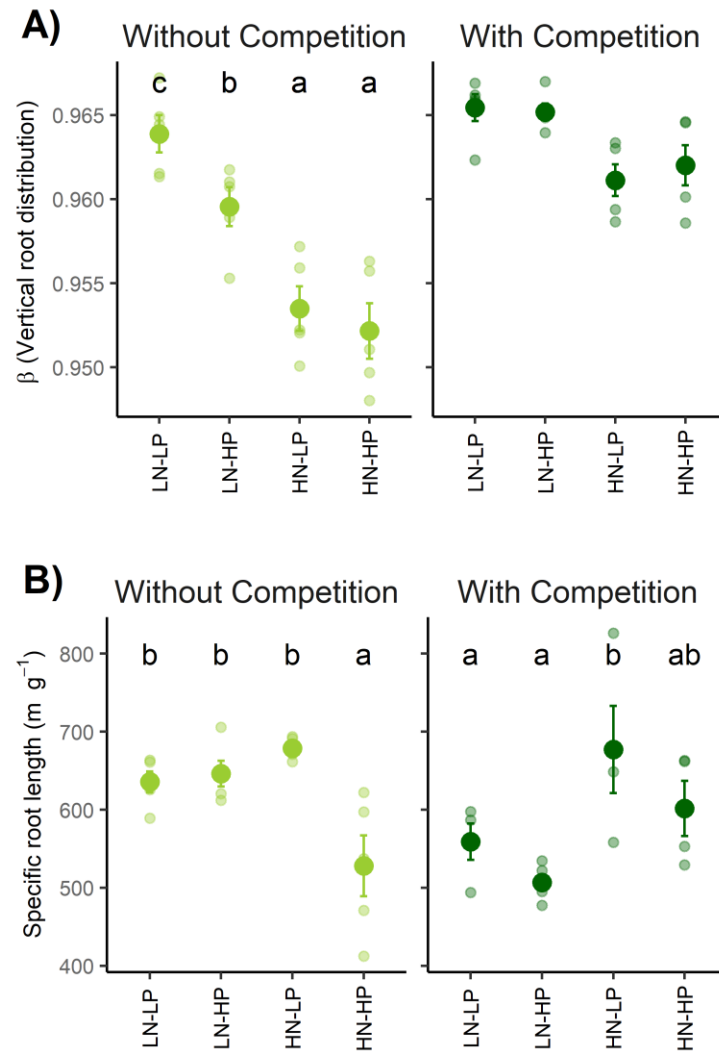 A)
Without Competition With Competition
β (Vertical root distribution)
c b a a
0.965
0.960
0.955
0.950
LN-LP LN-HP HN-LP HN-HP LN-LP LN-HP HN-LP HN-HP
B)
Without Competition With Competition
Specific root length (m g⁻¹)
b b b a a a b ab
800
700
600
500
400
LN-LP LN-HP HN-LP HN-HP LN-LP LN-HP HN-LP HN-HP